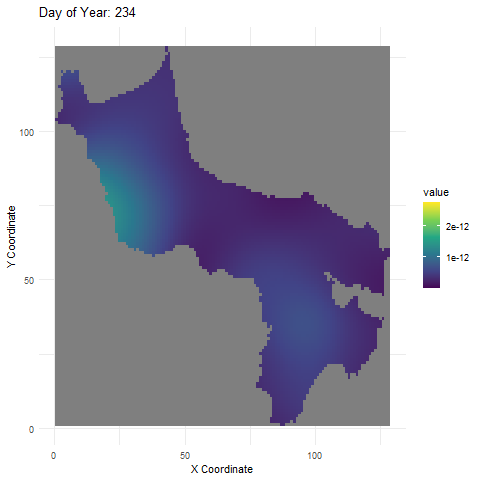 Day of Year: 234
Y Coordinate
100
50
0
0
50
100
X Coordinate
value
2e-12
1e-12